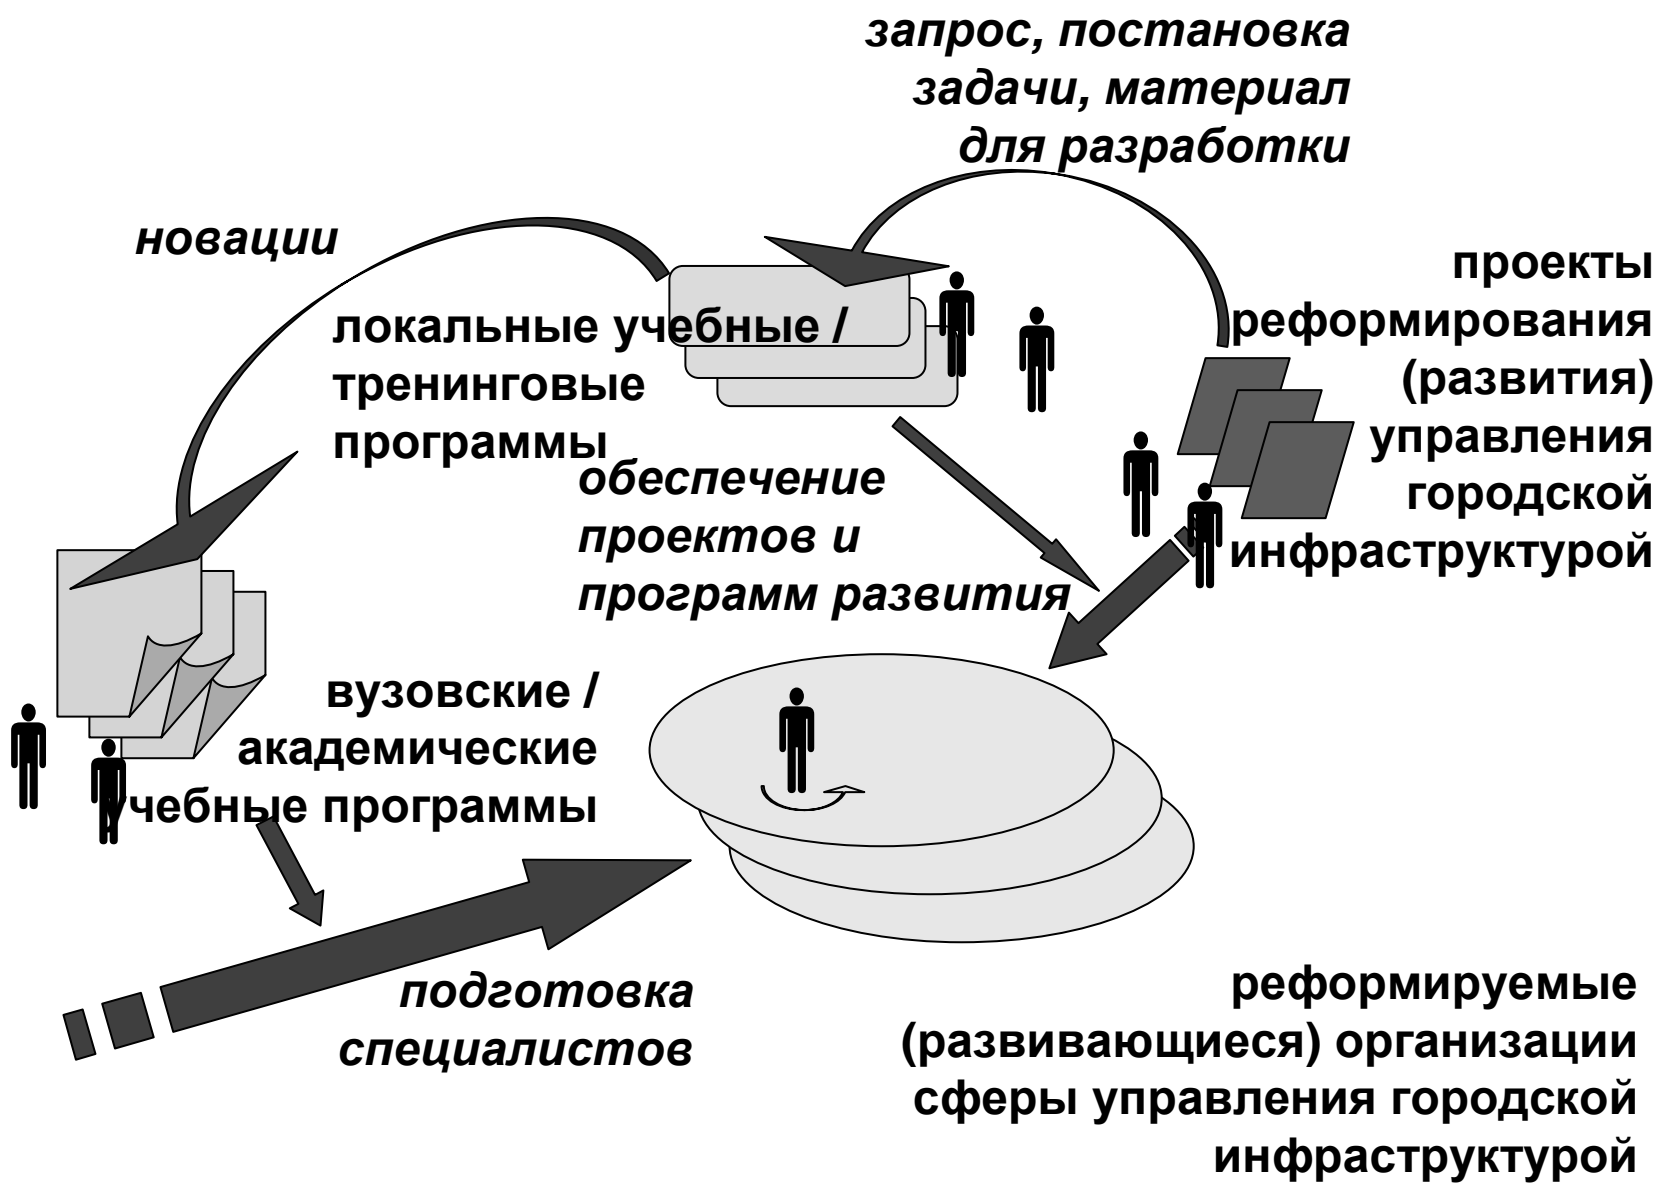 запрос, постановка
задачи, материал
для разработки
новации
проекты
реформирования
(развития)
управления
городской
инфраструктурой
локальные учебные /
тренинговые
программы
обеспечение
проектов и
программ развития
вузовские /
академические
учебные программы
подготовка
специалистов
реформируемые
(развивающиеся) организации
сферы управления городской
инфраструктурой